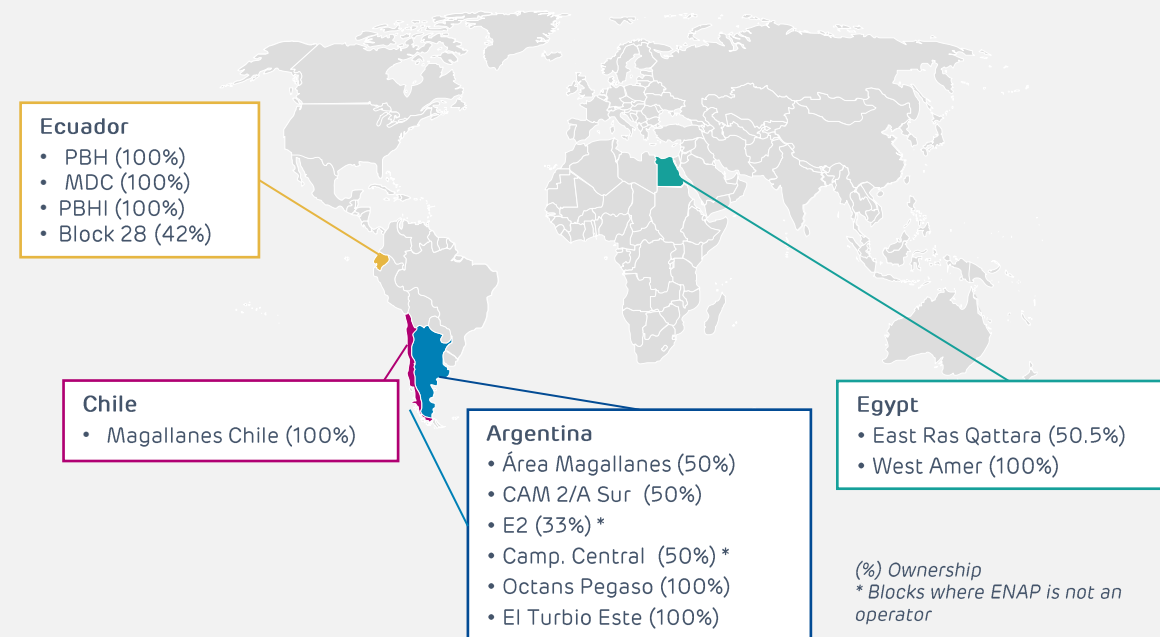 Ecuador
• PBH (100%)
• MDC (100%)
• PBHI (100%)
• Block 28 (42%)
Chile
• Magallanes Chile (100%)
Argentina
• Área Magallanes (50%)
• CAM 2/A Sur (50%)
• E2 (33%) *
• Camp. Central (50%) *
• Octans Pegaso (100%)
• El Turbio Este (100%)
Egypt
• East Ras Qattara (50.5%)
• West Amer (100%)
(%) Ownership
* Blocks where ENAP is not an
operator